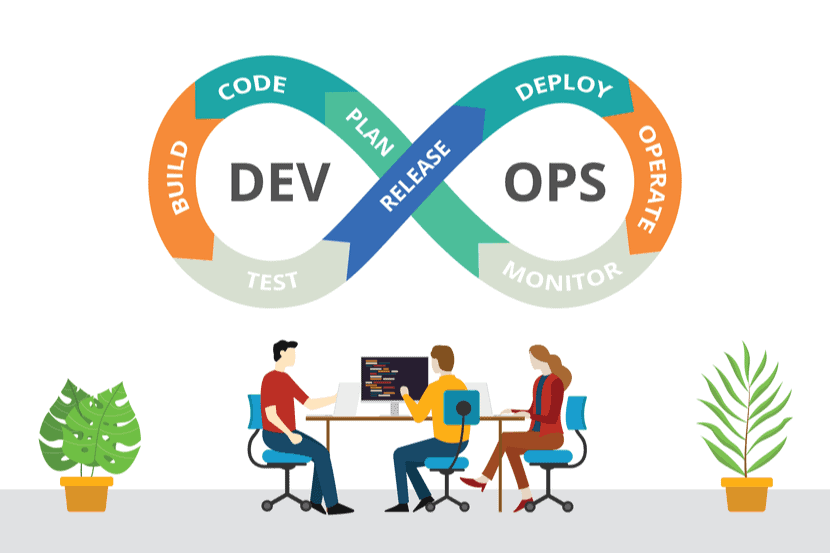 CODE
DEPLOY
PLAN
BUILD
DEV
RELEASE
OPS
OPERATE
TEST
MONITOR